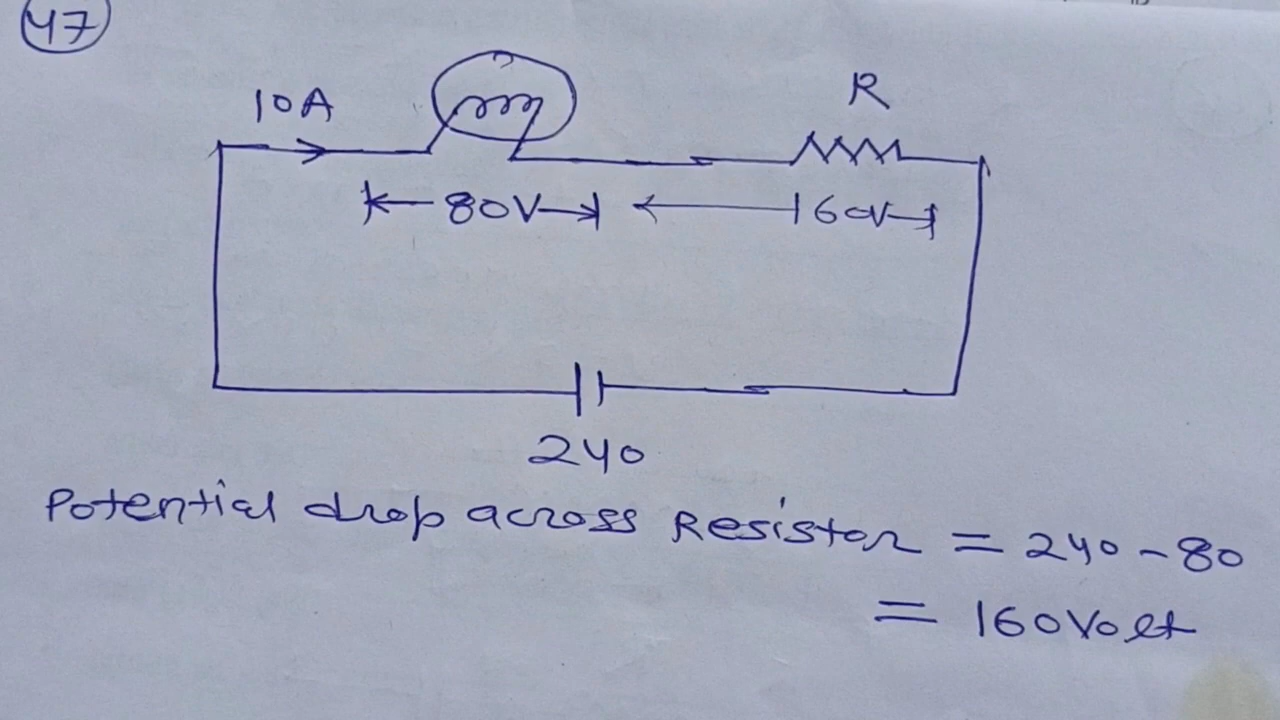 47
10A
R
80V
160V
240
Potential drop across Resistor = 240-80
= 160Volt